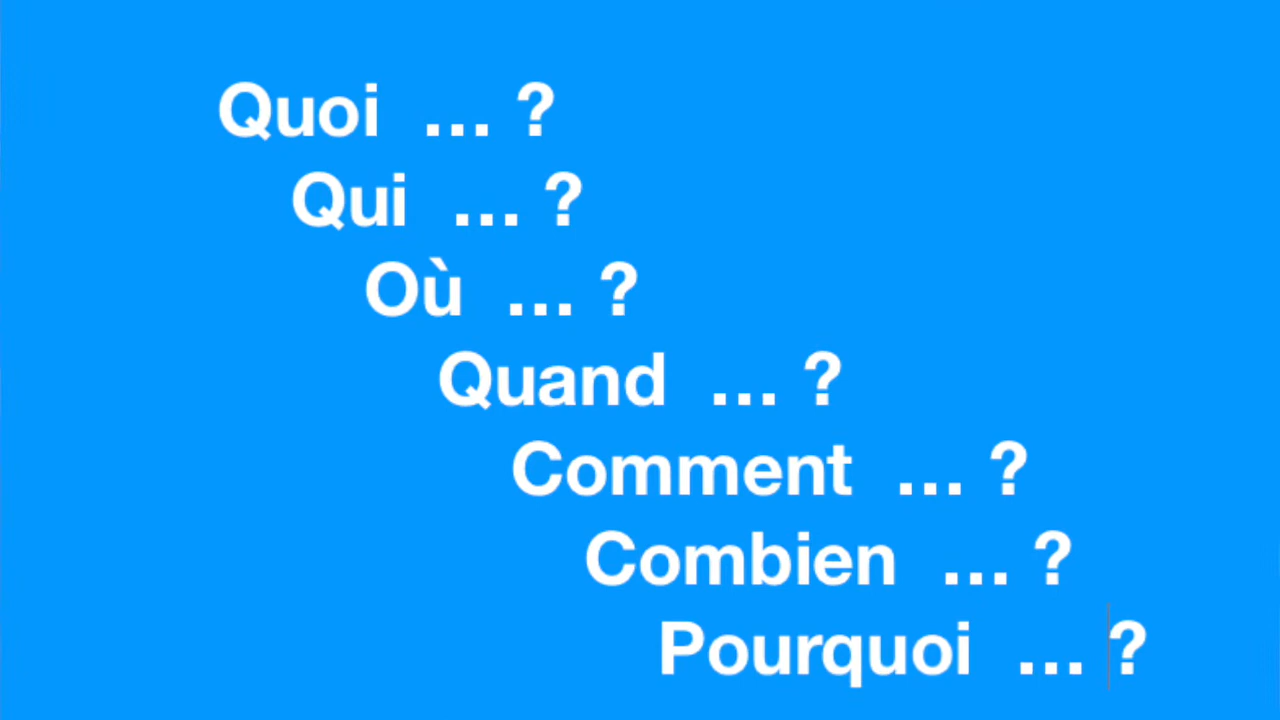 Quoi ... ?
Qui ... ?
Où ... ?
Quand ... ?
Comment ... ?
Combien ... ?
Pourquoi ... ?